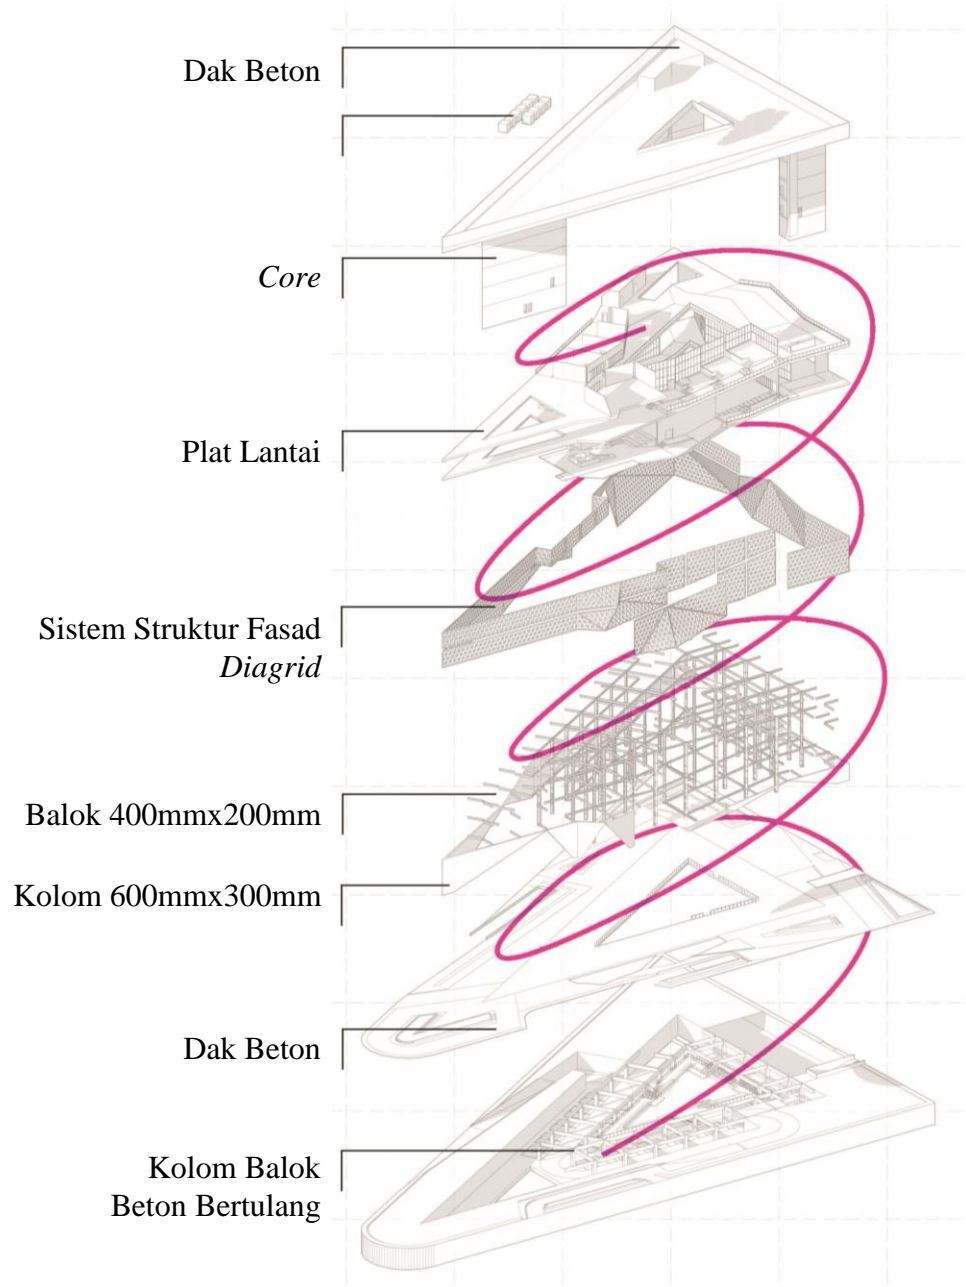 Dak Beton
Core
Plat Lantai
Sistem Struktur Fasad
Diagrid
Balok 400mmx200mm
Kolom 600mmx300mm
Dak Beton
Kolom Balok
Beton Bertulang